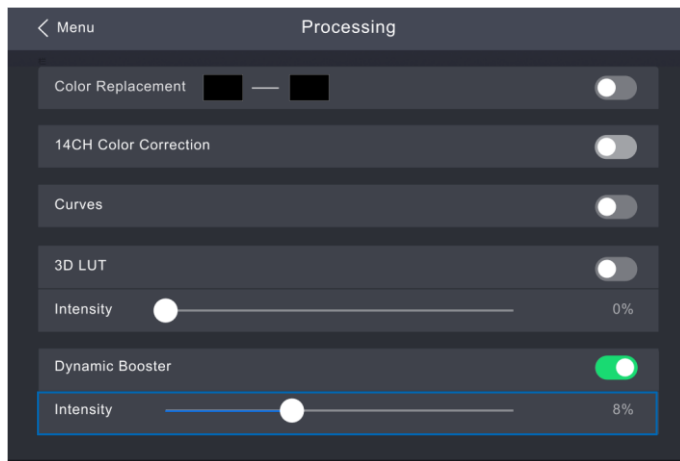 Menu
Processing
Color Replacement
14CH Color Correction
Curves
3D LUT
Intensity 0%
Dynamic Booster
Intensity 8%